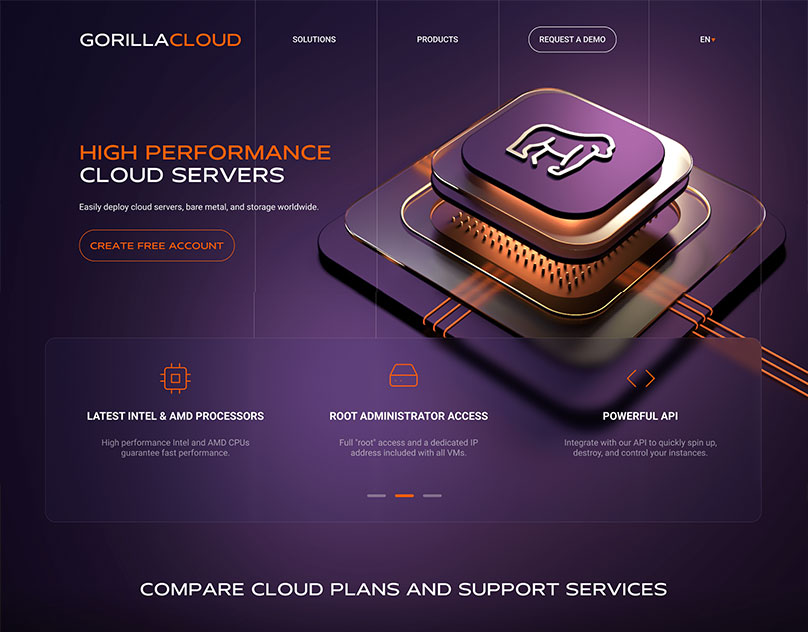 GORILLACLOUD
SOLUTIONS
PRODUCTS
REQUEST A DEMO
EN
HIGH PERFORMANCE
CLOUD SERVERS
Easily deploy cloud servers, bare metal, and storage worldwide.
CREATE FREE ACCOUNT
LATEST INTEL & AMD PROCESSORS
High performance Intel and AMD CPUs
guarantee fast performance.
ROOT ADMINISTRATOR ACCESS
Full "root" access and a dedicated IP
address included with all VMs.
POWERFUL API
Integrate with our API to quickly spin up,
destroy, and control your instances.
COMPARE CLOUD PLANS AND SUPPORT SERVICES